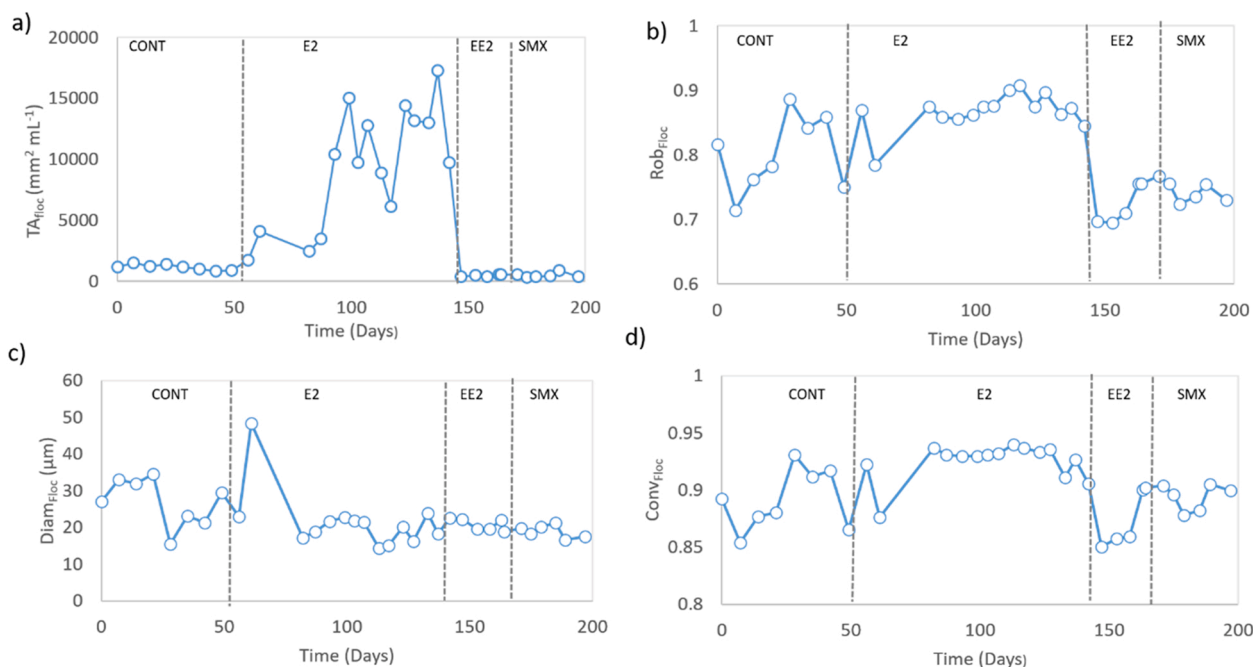 a)
20000
15000
10000
5000
0
TAfloc (mm² mL⁻¹)
CONT
E2
EE2
SMX
0
50
100
150
200
Time (Days)
b)
1
0.9
0.8
0.7
0.6
RobFloc
CONT
E2
EE2
SMX
0
50
100
150
200
Time (Days)
c)
60
50
40
30
20
10
0
DiamFloc (µm)
CONT
E2
EE2
SMX
0
50
100
150
200
Time (Days)
d)
1
0.95
0.9
0.85
0.8
ConvFloc
CONT
E2
EE2
SMX
0
50
100
150
200
Time (Days)